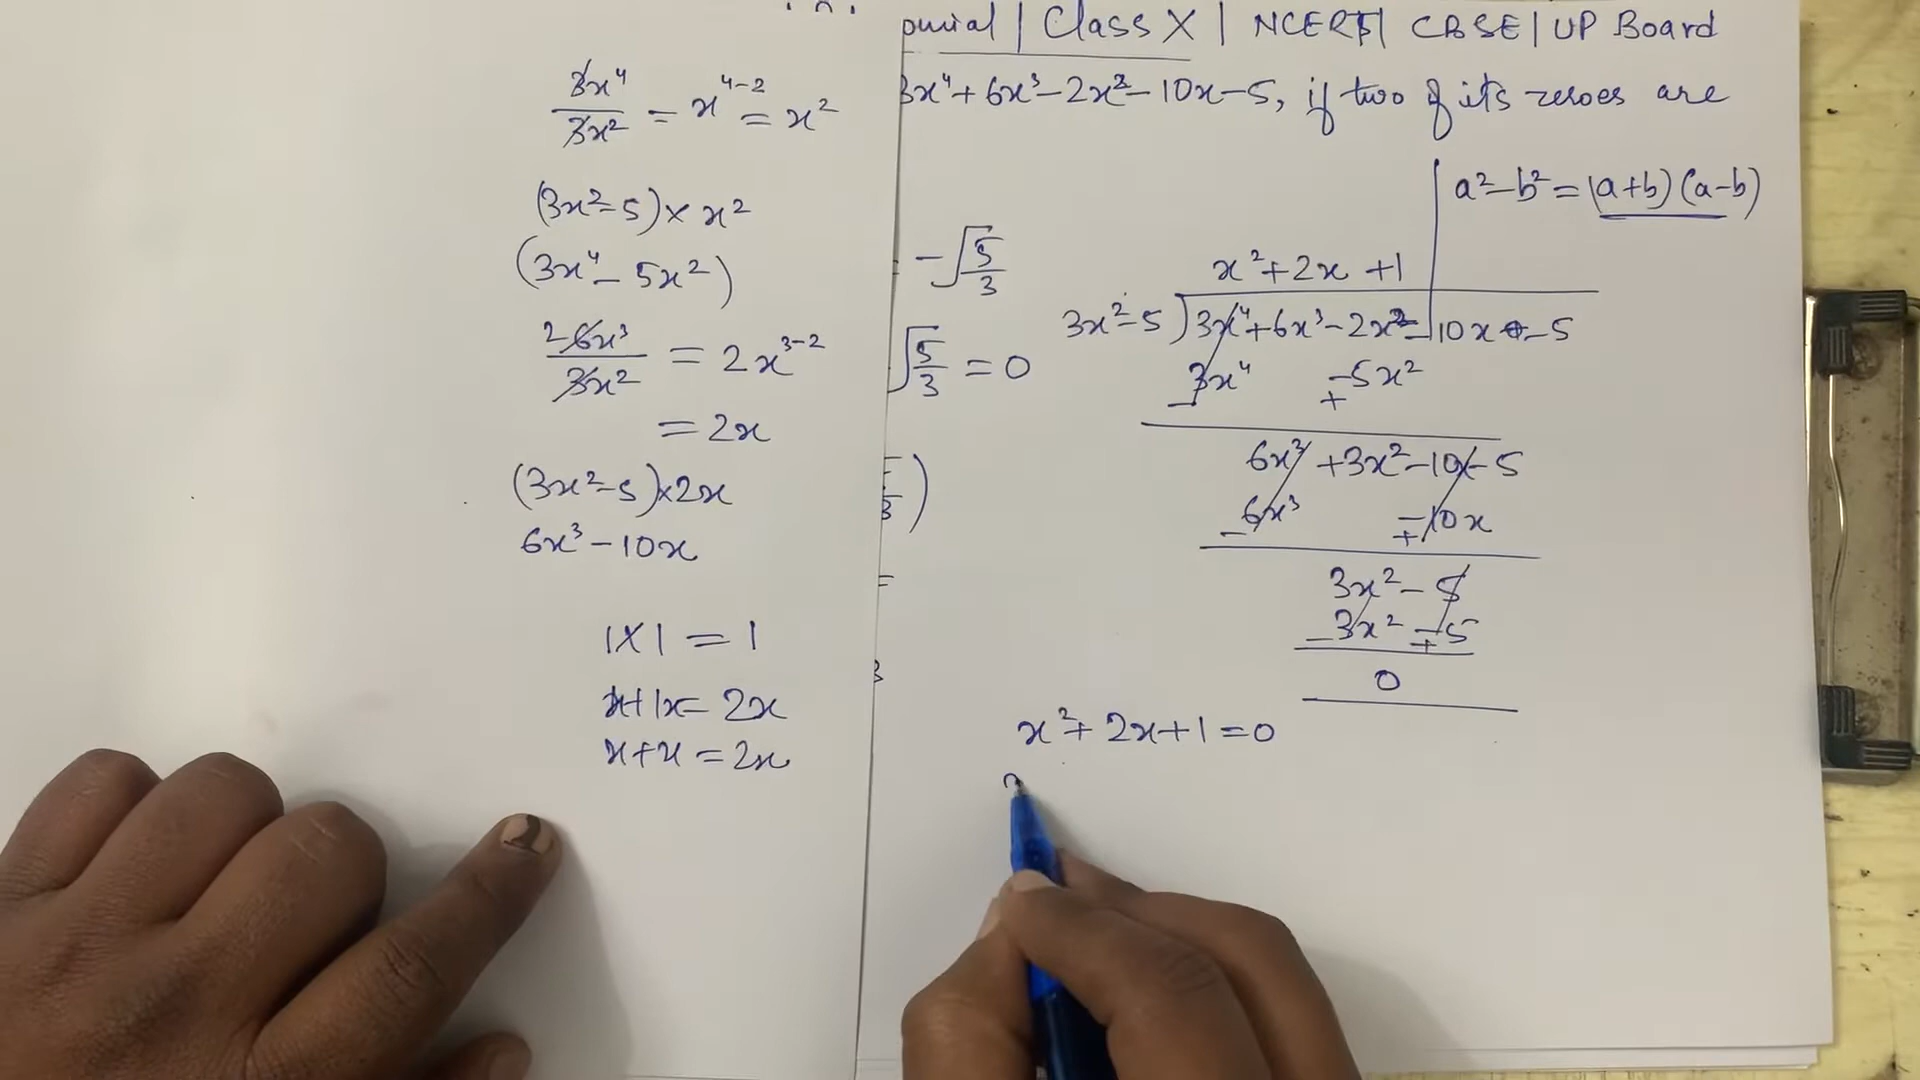 3x⁴/3x² = x⁴⁻² = x²
(3x²-5)×x²
(3x⁴-5x²)
2 6x³/3x² = 2x³⁻²
= 2x
(3x²-5)×2x
6x³-10x
1×1=1
x+1x=2x
x+x=2x
| Class X | NCERT | CBSE | UP Board
3x⁴+6x³-2x²-10x-5, if two of its zeroes are
a²-b²=(a+b)(a-b)
-√5/3
√5/3 = 0
x²+2x+1
3x²-5)3x⁴+6x³-2x²-10x-5
3x⁴ -5x²
- +
6x³+3x²-10x-5
6x³ -10x
- +
3x²-5
3x²-5
- +
0
x²+2x+1=0